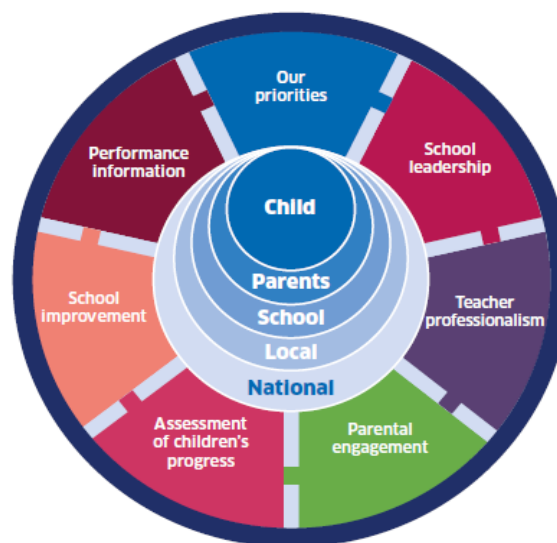 Our
priorities
School
leadership
Teacher
professionalism
Parental
engagement
Assessment
of children's
progress
School
improvement
Performance
information
Child
Parents
School
Local
National